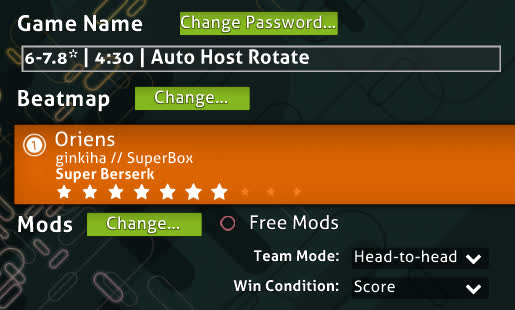 Game Name Change Password...
6-7.8* | 4:30 | Auto Host Rotate
Beatmap Change...
1 Oriens
ginkiha // SuperBox
Super Berserk
Mods Change... Free Mods
Team Mode: Head-to-head
Win Condition: Score